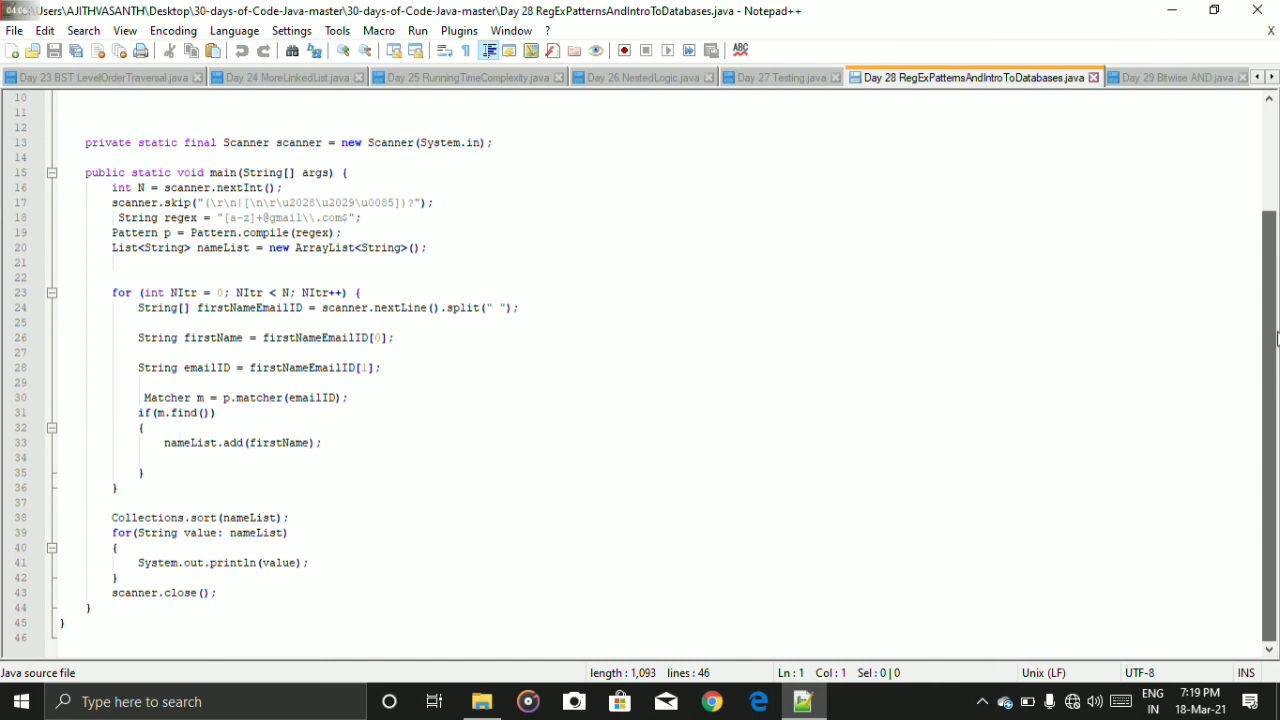 04:06 \Users\AJITHVASANTH\Desktop\30-days-of-Code-Java-master\30-days-of-Code-Java-master\Day 28 RegExPatternsAndIntroToDatabases.java - Notepad++
File Edit Search View Encoding Language Settings Tools Macro Run Plugins Window ? X
ABC
Day 23 BST LevelOrderTraversal.java Day 24 MoreLinkedList.java Day 25 RunningTimeComplexity.java Day 26 NestedLogic.java Day 27 Testing.java Day 28 RegExPatternsAndIntroToDatabases.java Day 29 Bitwise AND.java
10
11
12
13 private static final Scanner scanner = new Scanner(System.in);
14
15 public static void main(String[] args) {
16 int N = scanner.nextInt();
17 scanner.skip("(\r\n|[\n\r\u2028\u2029\u0085])?");
18 String regex = "[a-z]+@gmail\\.com$";
19 Pattern p = Pattern.compile(regex);
20 List<String> nameList = new ArrayList<String>();
21
22
23 for (int NItr = 0; NItr < N; NItr++) {
24 String[] firstNameEmailID = scanner.nextLine().split(" ");
25
26 String firstName = firstNameEmailID[0];
27
28 String emailID = firstNameEmailID[1];
29
30 Matcher m = p.matcher(emailID);
31 if(m.find())
32 {
33 nameList.add(firstName);
34
35 }
36 }
37
38 Collections.sort(nameList);
39 for(String value: nameList)
40 {
41 System.out.println(value);
42 }
43 scanner.close();
44 }
45 }
46
Java source file length : 1,093 lines : 46 Ln : 1 Col : 1 Sel : 0 | 0 Unix (LF) UTF-8 INS
Type here to search ENG IN 7:19 PM 18-Mar-21